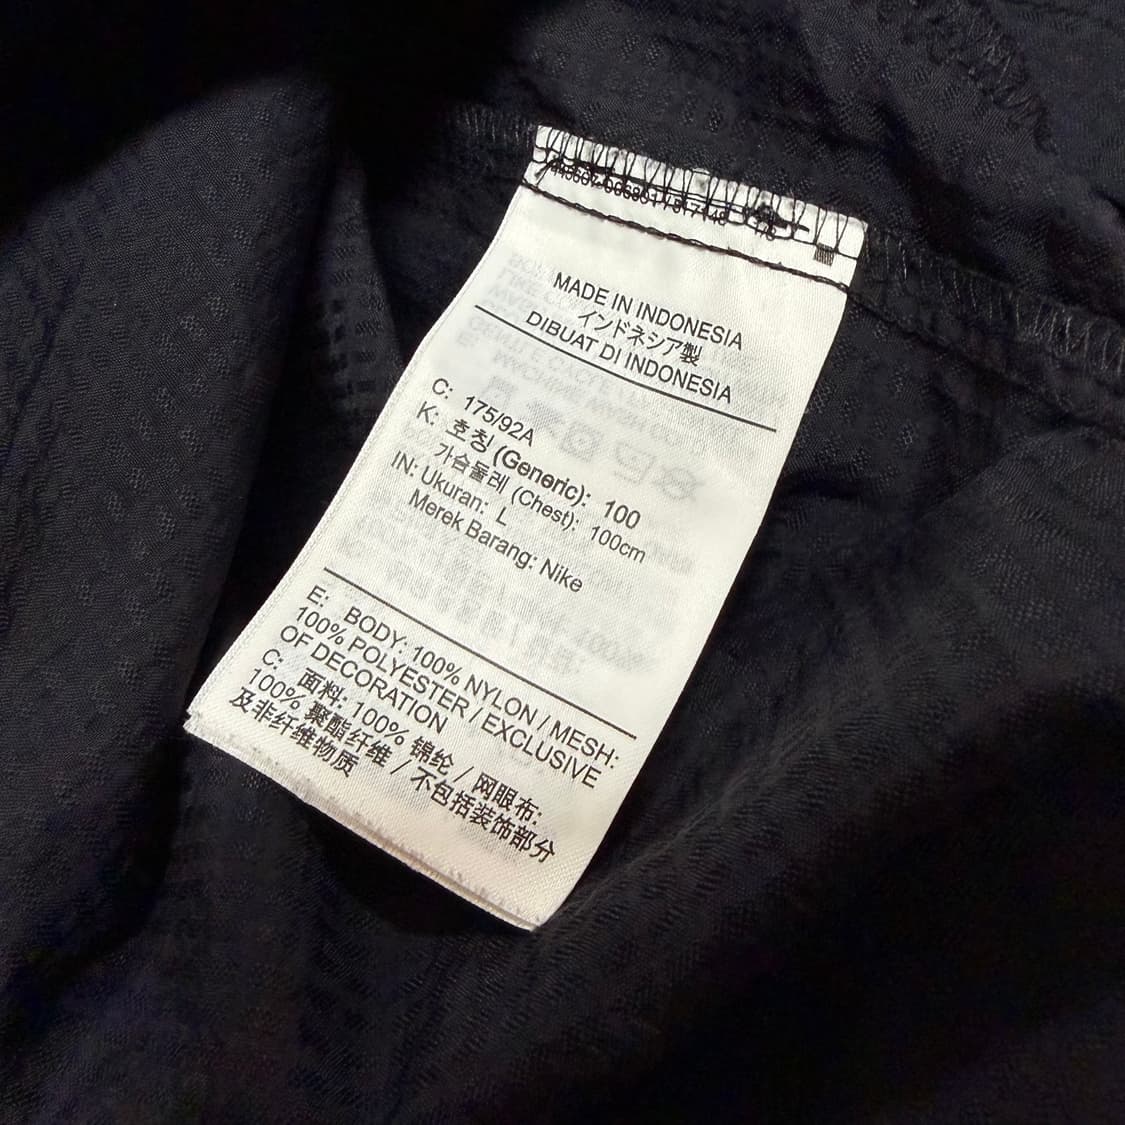 MADE IN INDONESIA
インドネシア製
DIBUAT DI INDONESIA
C: 175/92A
K: 호칭 (Generic): 100
가슴둘레 (Chest): 100cm
IN: Ukuran: L
Merek Barang: Nike
E: BODY: 100% NYLON / MESH:
100% POLYESTER / EXCLUSIVE
OF DECORATION
C: 面料: 100% 锦纶 / 网眼布:
100% 聚酯纤维 / 不包括装饰部分
及非纤维物质